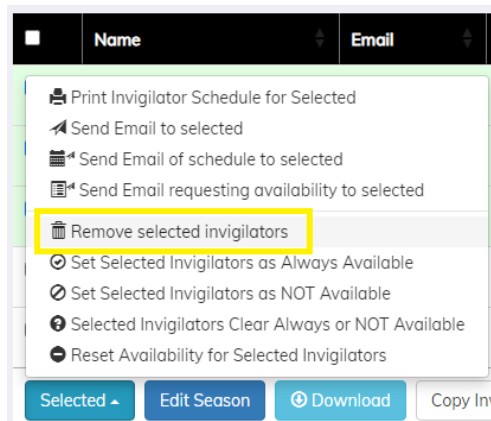 Name Email
Print Invigilator Schedule for Selected
Send Email to selected
Send Email of schedule to selected
Send Email requesting availability to selected
Remove selected invigilators
Set Selected Invigilators as Always Available
Set Selected Invigilators as NOT Available
Selected Invigilators Clear Always or NOT Available
Reset Availability for Selected Invigilators
Selected Edit Season Download Copy Inv